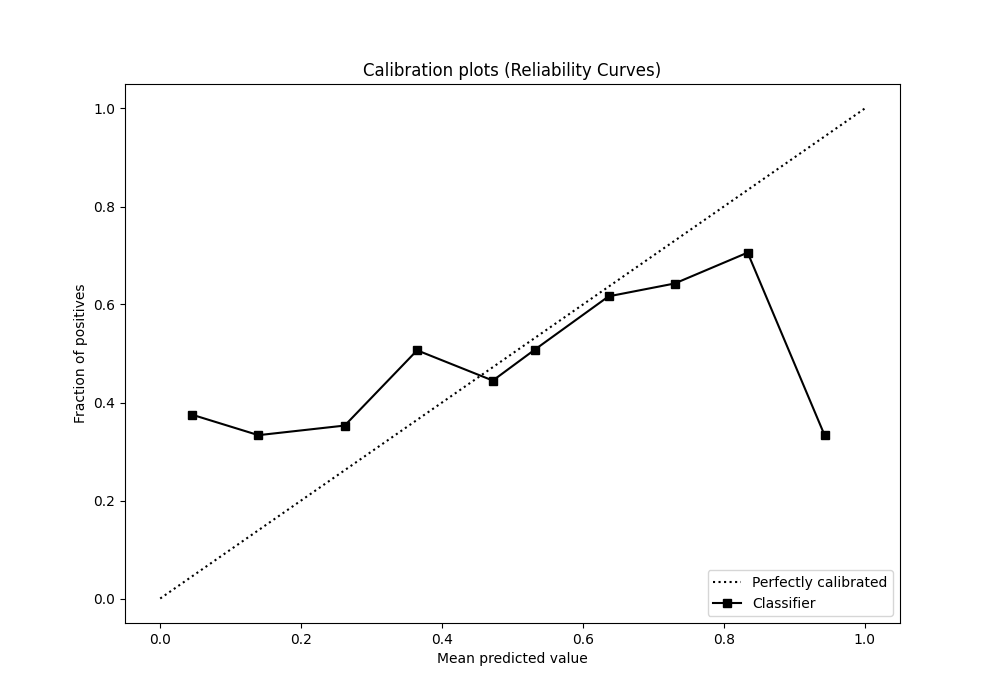 Calibration plots (Reliability Curves)
Fraction of positives
1.0
0.8
0.6
0.4
0.2
0.0
0.0 0.2 0.4 0.6 0.8 1.0
Mean predicted value
Perfectly calibrated
Classifier